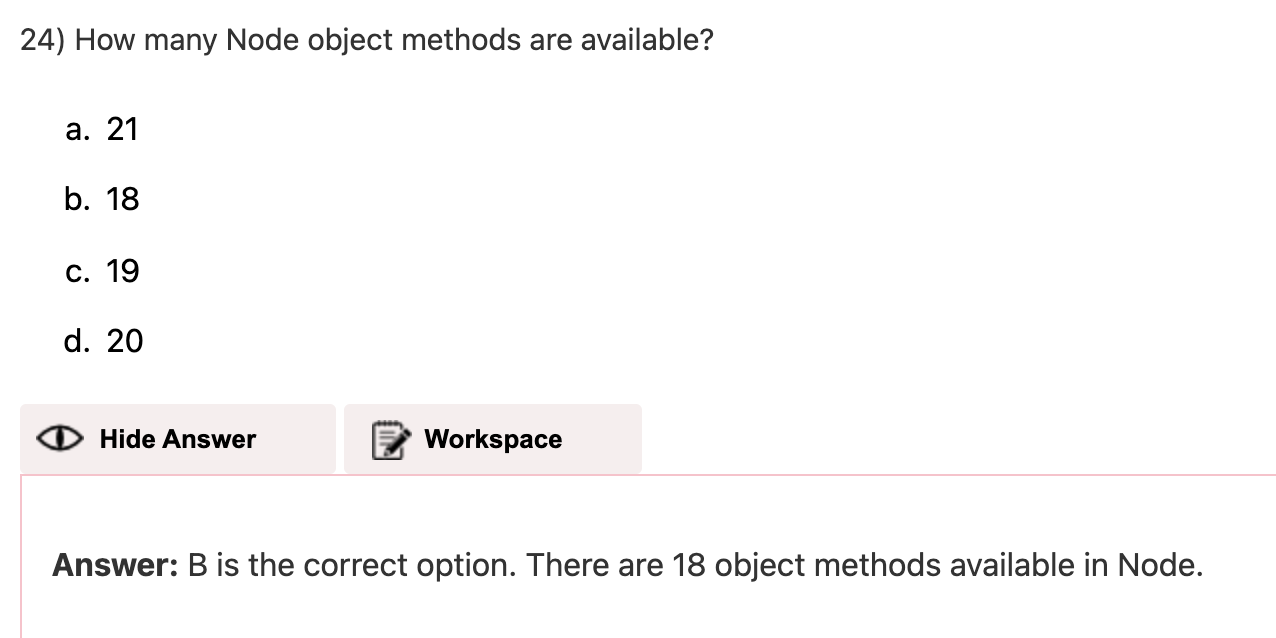 24) How many Node object methods are available?
a. 21
b. 18
c. 19
d. 20
Hide Answer Workspace
Answer: B is the correct option. There are 18 object methods available in Node.